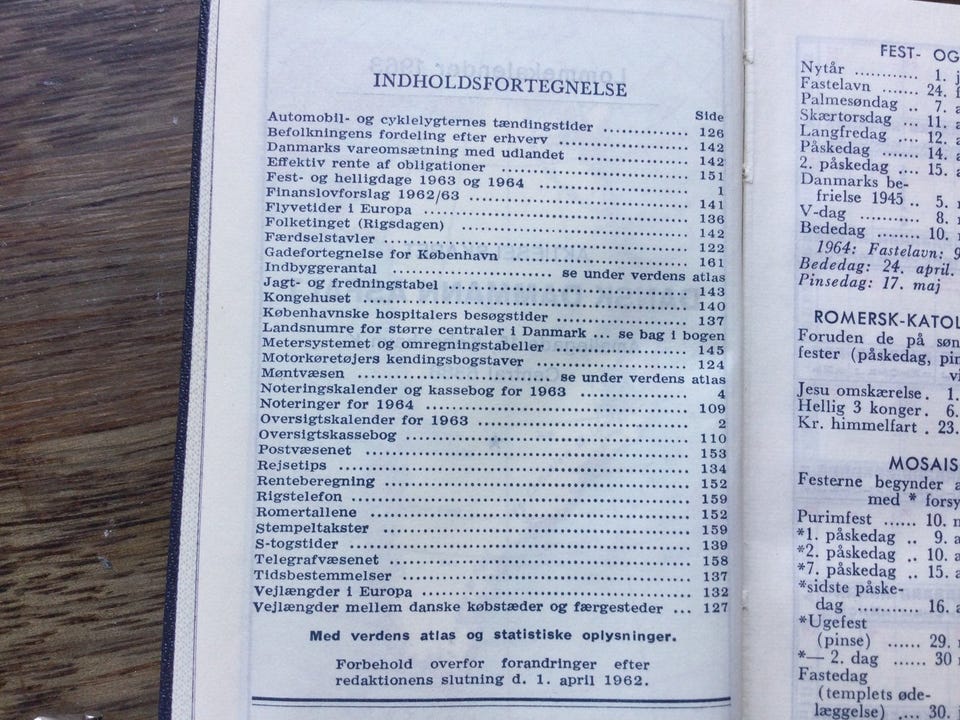 INDHOLDSFORTEGNELSE
Side
Automobil- og cyklelygternes tændingstider ............ 126
Befolkningens fordeling efter erhverv ............ 142
Danmarks vareomsætning med udlandet ............ 142
Effektiv rente af obligationer ............ 151
Fest- og helligdage 1963 og 1964 ............ 1
Finanslovforslag 1962/63 ............ 141
Flyvetider i Europa ............ 136
Folketinget (Rigsdagen) ............ 142
Færdselstavler ............ 122
Gadefortegnelse for København ............ 161
Indbyggerantal ............ se under verdens atlas
Jagt- og fredningstabel ............ 143
Kongehuset ............ 140
Københavnske hospitalers besøgstider ............ 137
Landsnumre for større centraler i Danmark ... se bag i bogen
Metersystemet og omregningstabeller ............ 145
Motorkøretøjers kendingsbogstaver ............ 124
Møntvæsen ............ se under verdens atlas
Noteringskalender og kassebog for 1963 ............ 4
Noteringer for 1964 ............ 109
Oversigtskalender for 1963 ............ 2
Oversigtskassebog ............ 110
Postvæsenet ............ 153
Rejsetips ............ 134
Renteberegning ............ 152
Rigstelefon ............ 159
Romertallene ............ 152
Stempeltakster ............ 159
S-togstider ............ 139
Telegrafvæsenet ............ 158
Tidsbestemmelser ............ 137
Vejlængder i Europa ............ 132
Vejlængder mellem danske købstæder og færgesteder ... 127
Med verdens atlas og statistiske oplysninger.
Forbehold overfor forandringer efter
redaktionens slutning d. 1. april 1962.
FEST- OG
Nytår ............ 1.
Fastelavn ....... 24.
Palmesøndag .. 7.
Skærtorsdag ... 11.
Langfredag .... 12.
Påskedag ...... 14.
2. påskedag ... 15.
Danmarks be-
frielse 1945 .. 5.
V-dag ......... 8.
Bededag ....... 10.
1964: Fastelavn:
Bededag: 24. april.
Pinsedag: 17. maj
ROMERSK-KATOL
Foruden de på søn
fester (påskedag, pin
Jesu omskærelse . 1.
Hellig 3 konger . 6.
Kr. himmelfart . 23.
MOSAIS
Festerne begynder
med * forsy
Purimfest ...... 10.
*1. påskedag .. 9.
*2. påskedag .. 10.
*7. påskedag .. 15.
*sidste påske-
dag ........... 16.
*Ugefest
(pinse) ...... 29.
*— 2. dag ..... 30
Fastedag
(templets øde-
læggelse) .... 30.